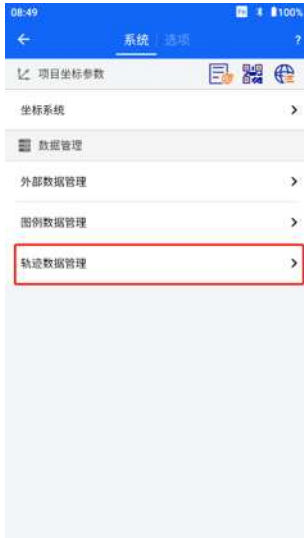 08:49
100%
系统 选项
?
项目坐标参数
坐标系统
数据管理
外部数据管理
图例数据管理
轨迹数据管理